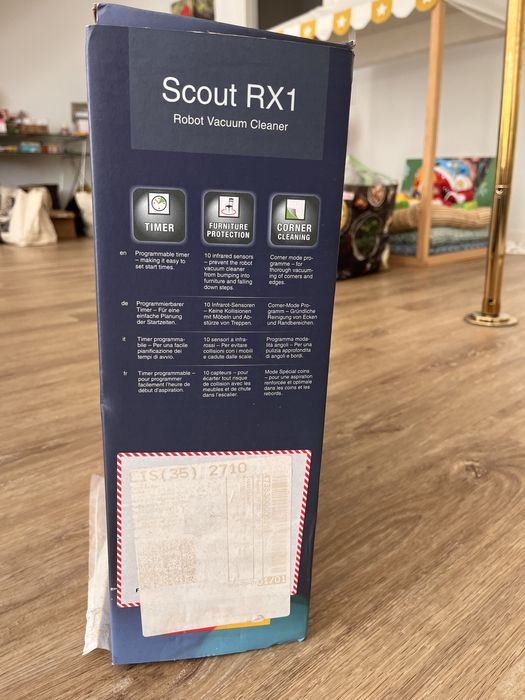 Scout RX1
Robot Vacuum Cleaner
TIMER
FURNITURE
PROTECTION
CORNER
CLEANING
en
Programmable timer
– making it easy to
set start times.
10 infrared sensors
– prevent the robot
vacuum cleaner
from bumping into
furniture and falling
down steps.
Corner mode pro-
gramme – for
thorough vacuum-
ing of corners and
edges.
de
Programmierbarer
Timer – Für eine
einfache Planung
der Startzeiten.
10 Infrarot-Sensoren
– Keine Kollisionen
mit Möbeln und Ab-
stürze von Treppen.
Corner-Mode Pro-
gramm – Gründliche
Reinigung von Ecken
und Randbereichen.
it
Timer programma-
bile – Per una facile
pianificazione dei
tempi di avvio.
10 sensori a infra-
rossi – Per evitare
collisioni con i mobili
e cadute dalle scale.
Programma moda-
lità angoli – Per una
pulizia approfondita
di angoli e bordi.
fr
Timer programmable –
pour programmer
facilement l'heure de
début d'aspiration.
10 capteurs – pour
écarter tout risque
de collision avec les
meubles et de chute
dans l'escalier.
Mode Spécial coins
– pour une aspiration
renforcée et optimale
dans les coins et les
rebords.
(35) 2710
01/01